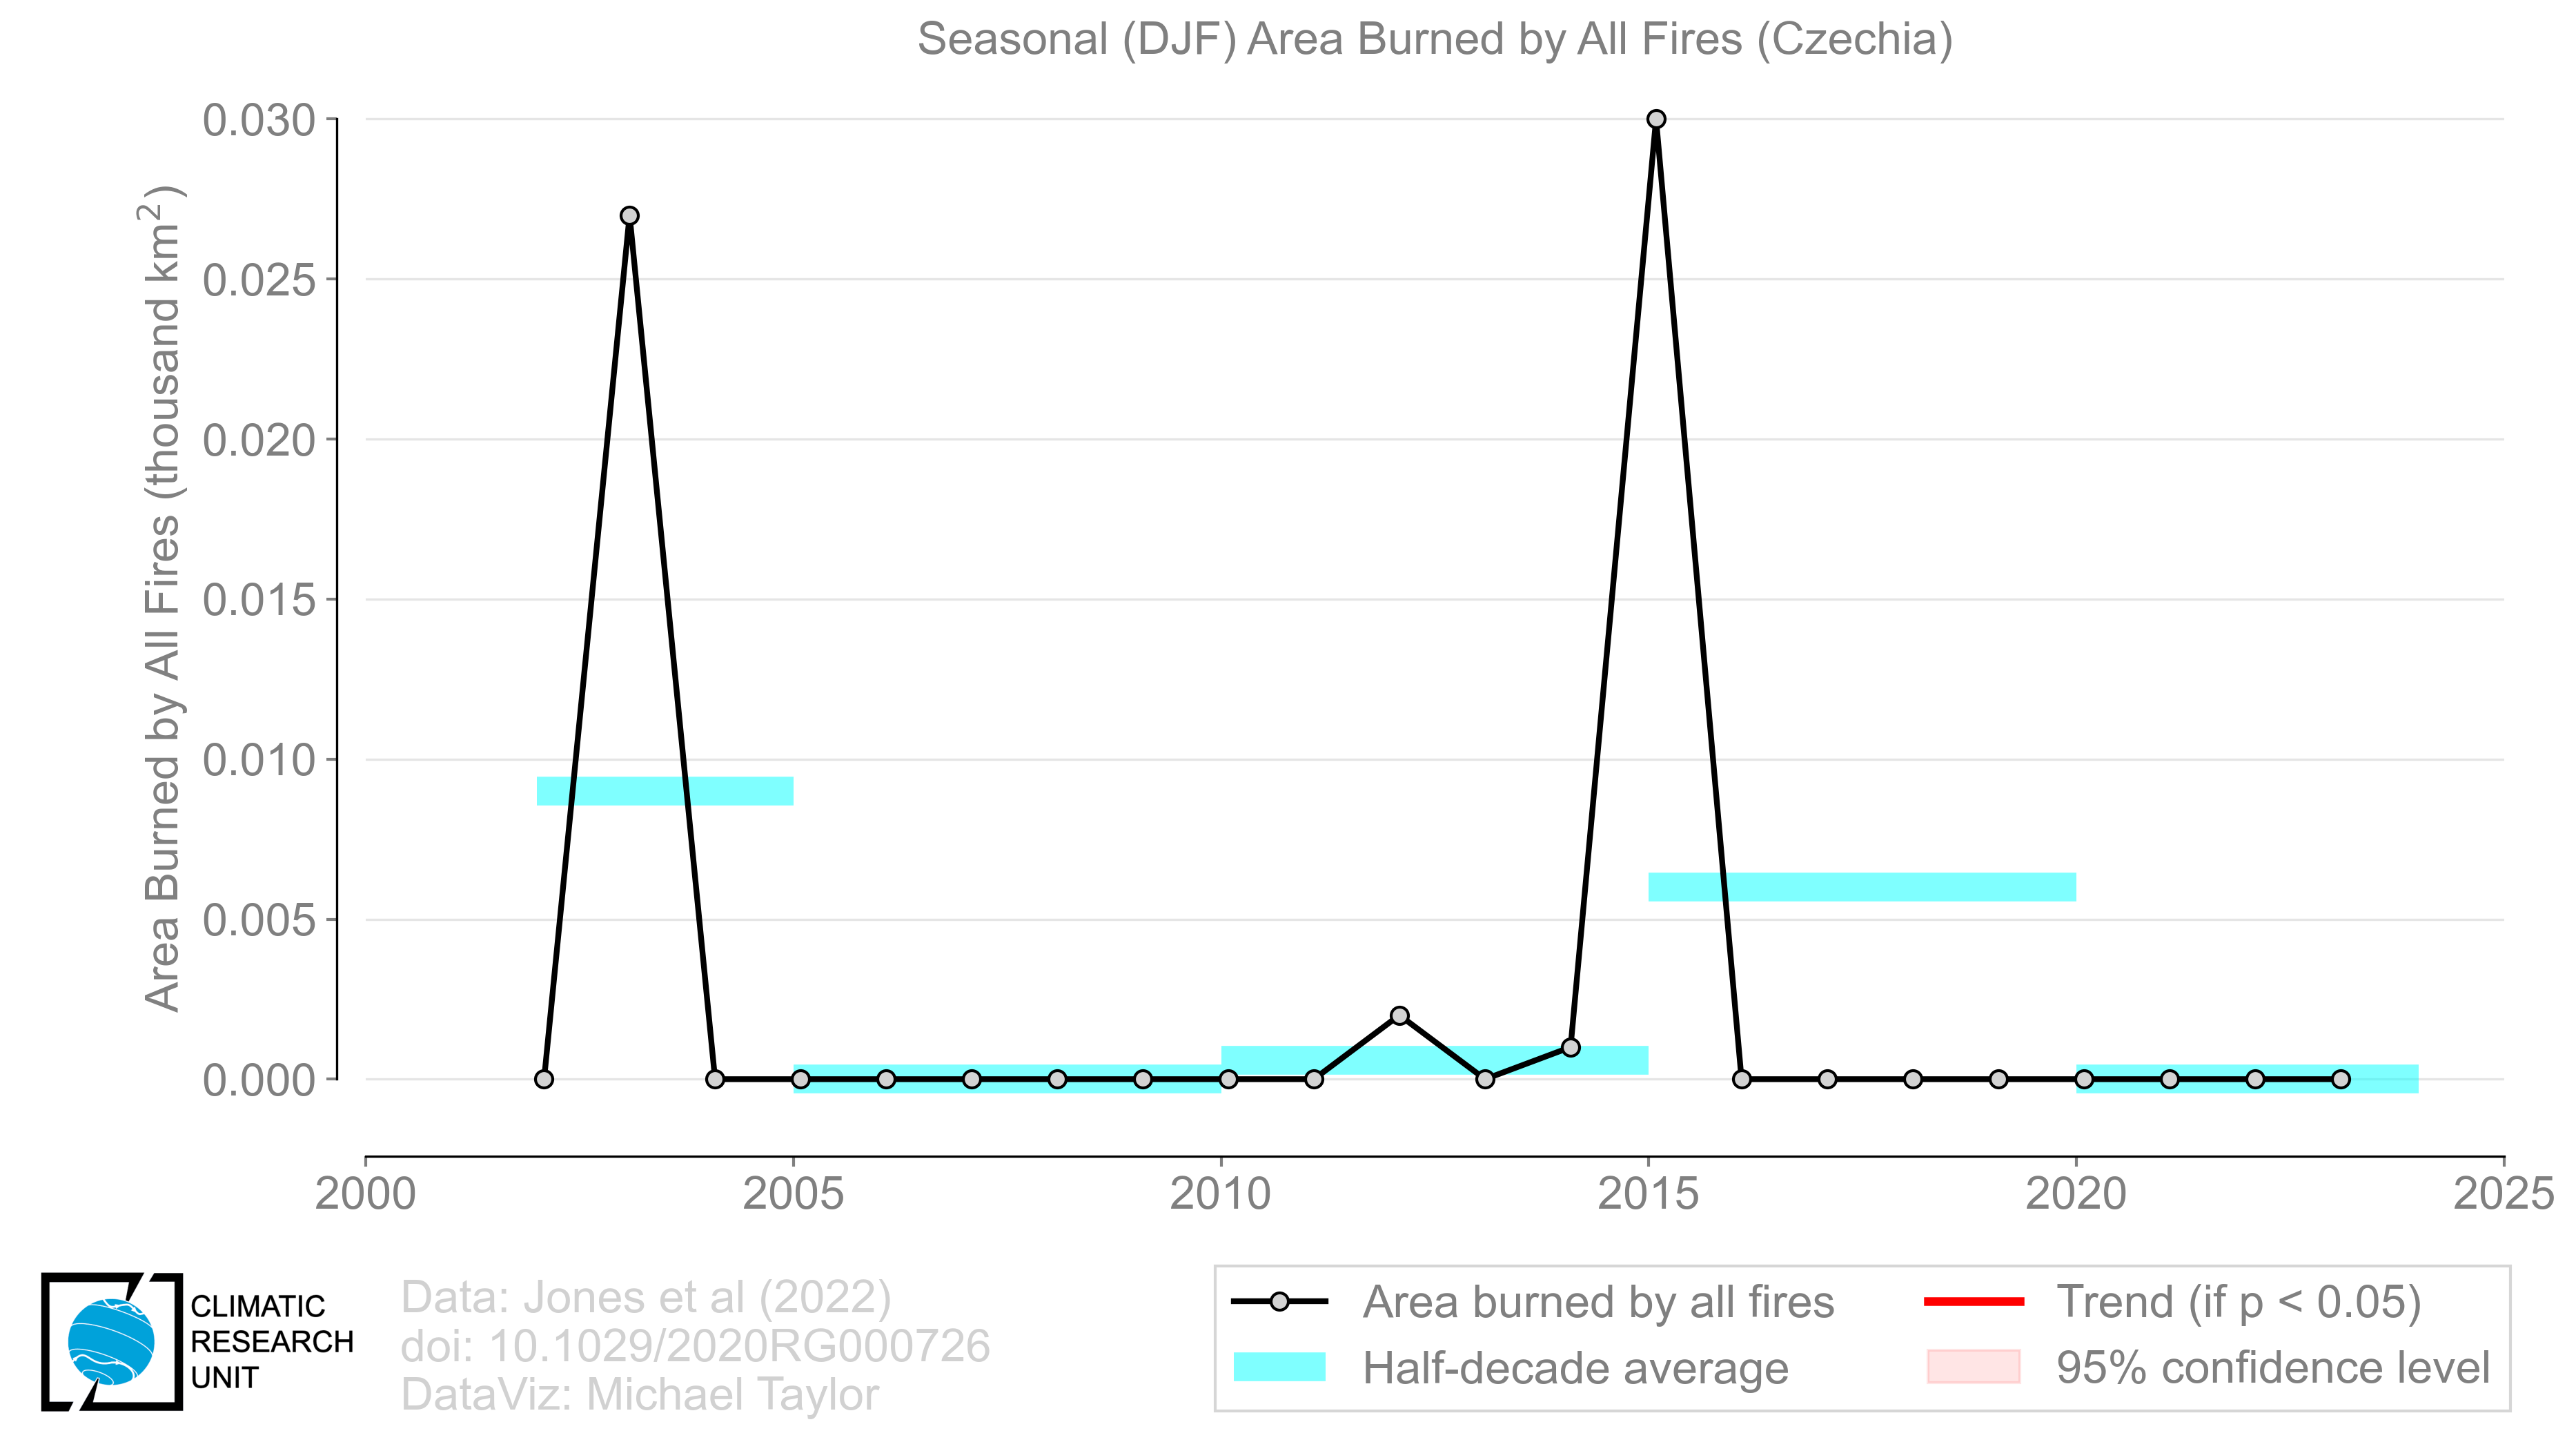 Seasonal (DJF) Area Burned by All Fires (Czechia)
Area Burned by All Fires (thousand km²)
0.030
0.025
0.020
0.015
0.010
0.005
0.000
2000 2005 2010 2015 2020 2025
CLIMATIC
RESEARCH
UNIT
Data: Jones et al (2022)
doi: 10.1029/2020RG000726
DataViz: Michael Taylor
Area burned by all fires
Half-decade average
Trend (if p < 0.05)
95% confidence level